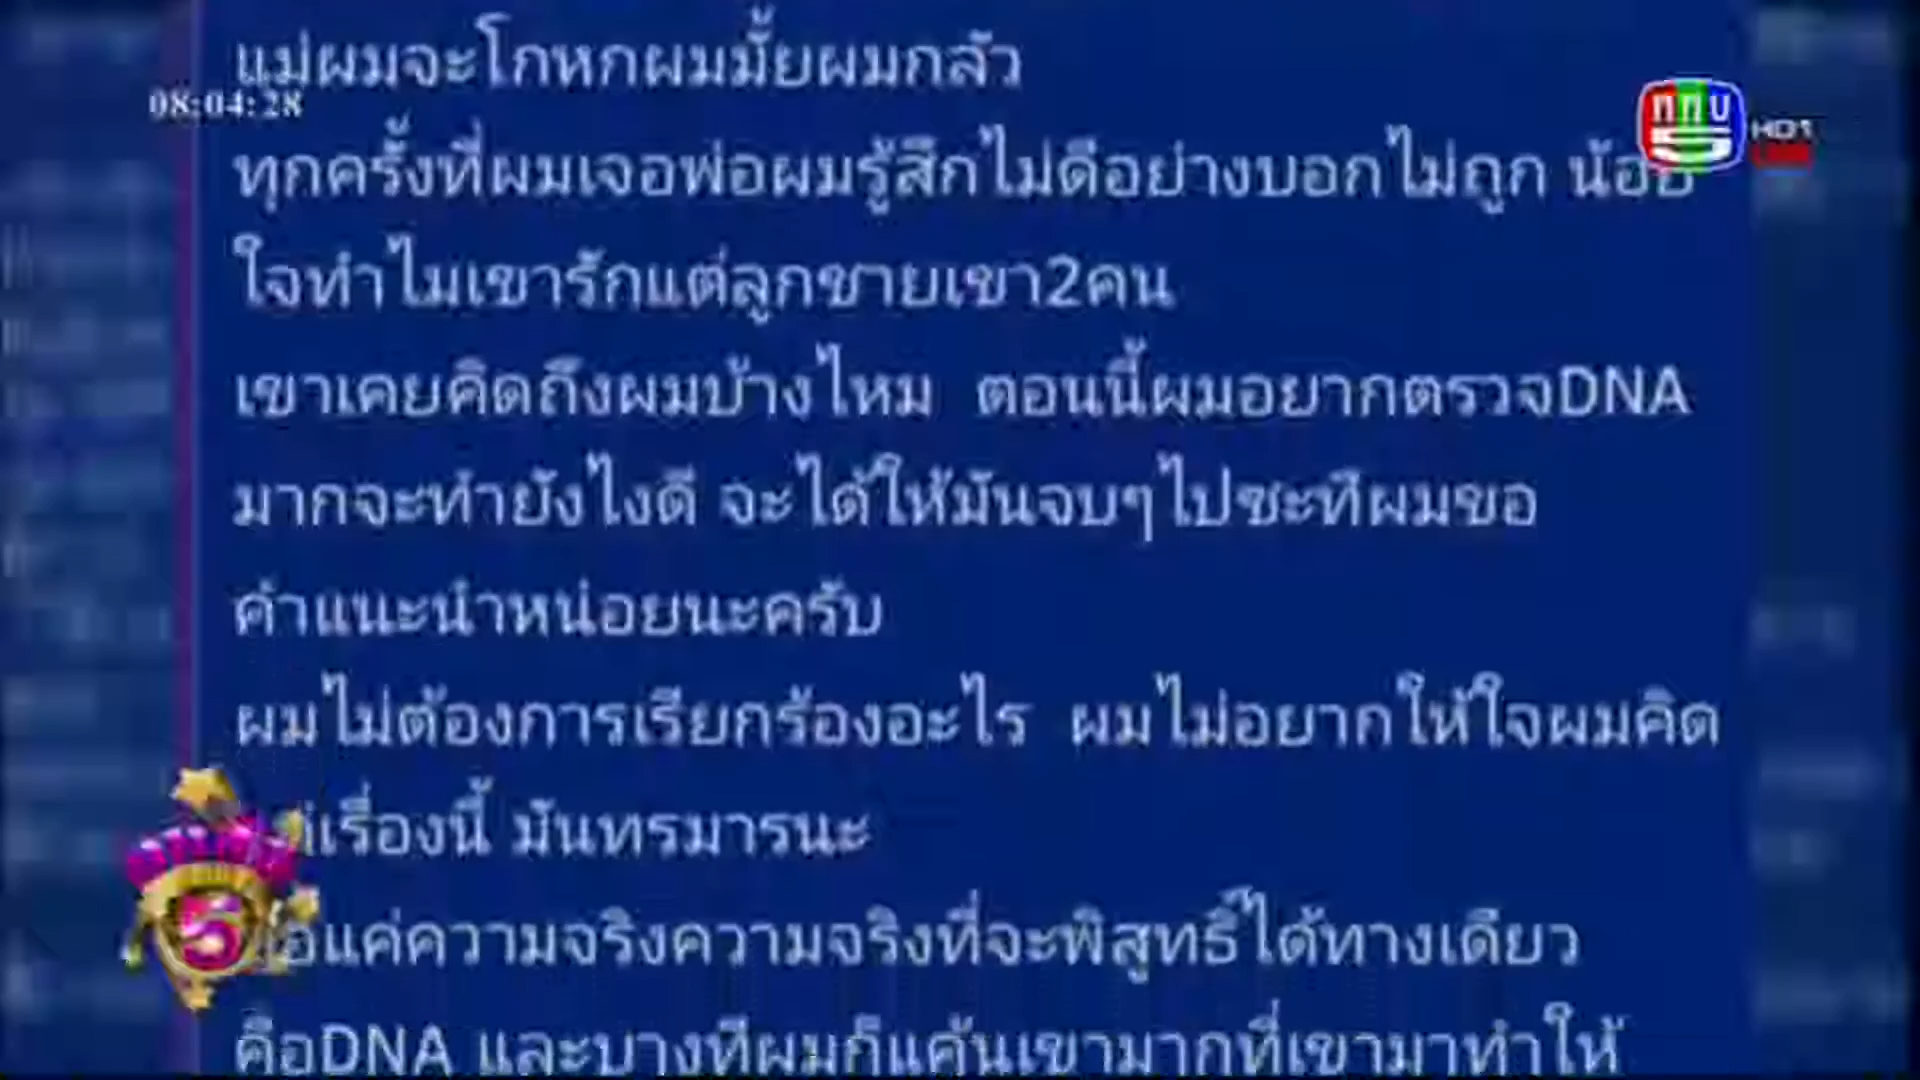 แม่ผมจะโกหกผมมั้ยผมกลัว
08:04:28
ททบ
5
HD1
ทุกครั้งที่ผมเจอพ่อผมรู้สึกไม่ดีอย่างบอกไม่ถูก น้อย
ใจทำไมเขารักแต่ลูกชายเขา2คน
เขาเคยคิดถึงผมบ้างไหม ตอนนี้ผมอยากตรวจDNA
มากจะทำยังไงดี จะได้ให้มันจบๆไปซะทีผมขอ
คำแนะนำหน่อยนะครับ
ผมไม่ต้องการเรียกร้องอะไร ผมไม่อยากให้ใจผมคิด
เรื่องนี้ มันทรมารนะ
แค่ความจริงความจริงที่จะพิสูทธิ์ได้ทางเดียว
คือDNA และบางทีผมก็แค้นเขามากที่เขามาทำให้
5